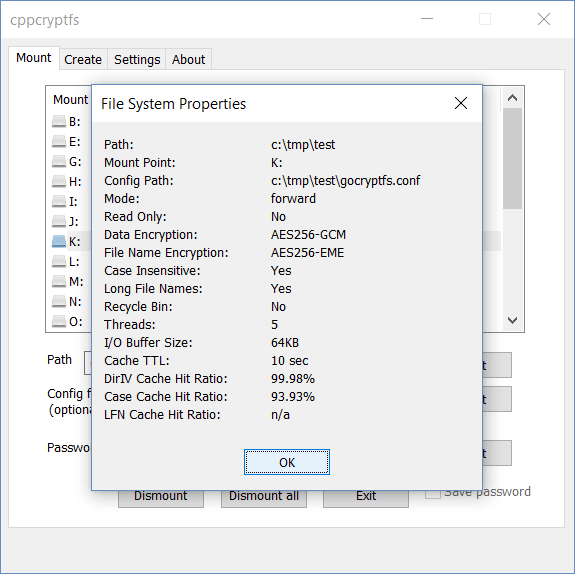 cppcryptfs
Mount Create Settings About
Mount
File System Properties
B:
E:
G:
H:
I:
J:
K:
L:
M:
N:
O:
Path: c:\tmp\test
Mount Point: K:
Config Path: c:\tmp\test\gocryptfs.conf
Mode: forward
Read Only: No
Data Encryption: AES256-GCM
File Name Encryption: AES256-EME
Case Insensitive: Yes
Long File Names: Yes
Recycle Bin: No
Threads: 5
I/O Buffer Size: 64KB
Cache TTL: 10 sec
DirIV Cache Hit Ratio: 99.98%
Case Cache Hit Ratio: 93.93%
LFN Cache Hit Ratio: n/a
OK
Path
Config f
(optiona
Passwo
Dismount Dismount all Exit Save password